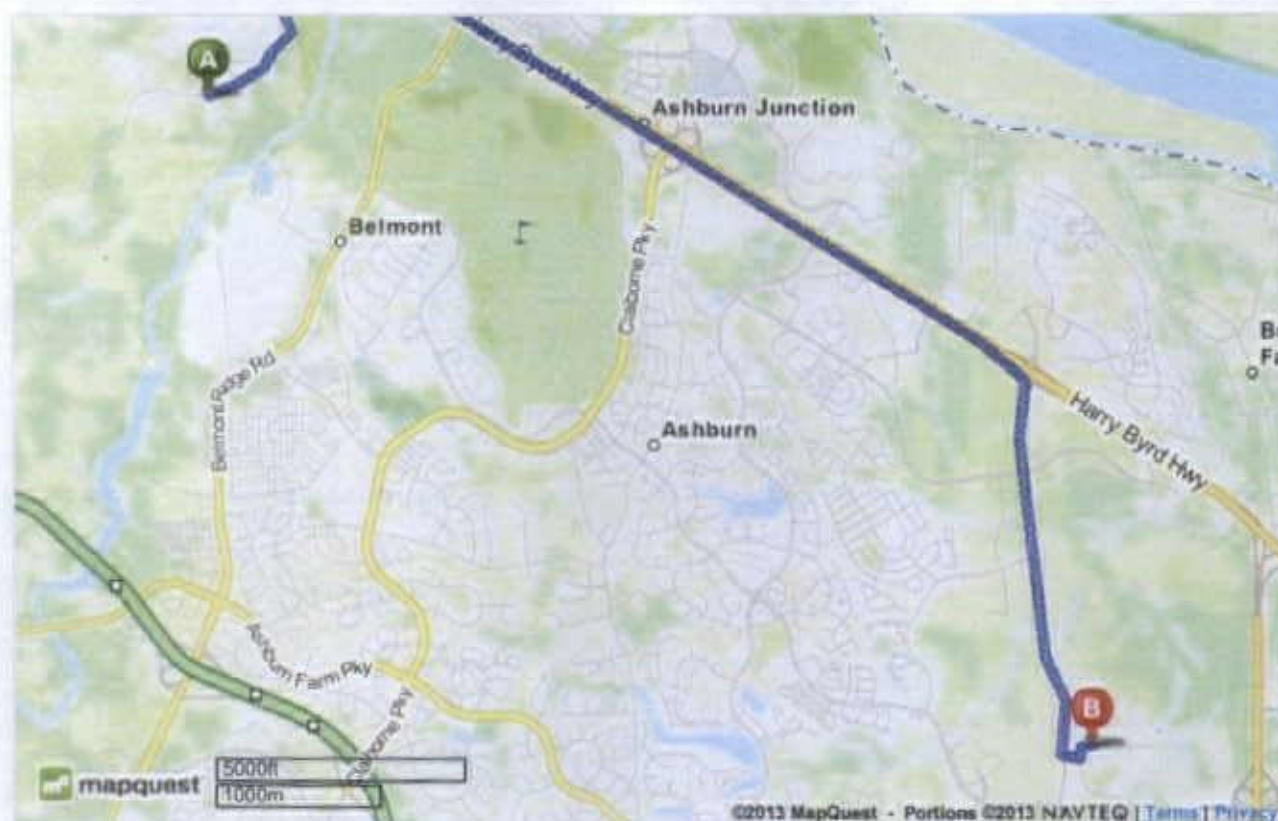 A
Ashburn Junction
Belmont
Claiborne Pky
B
Fa
Belmont Ridge Rd
Ashburn
Harry Byrd Hwy
Ashburn Farm Pky
Claiborne Pky
B
mapquest
5000ft
1000m
©2013 MapQuest - Portions ©2013 NAVTEQ | Terms | Privacy